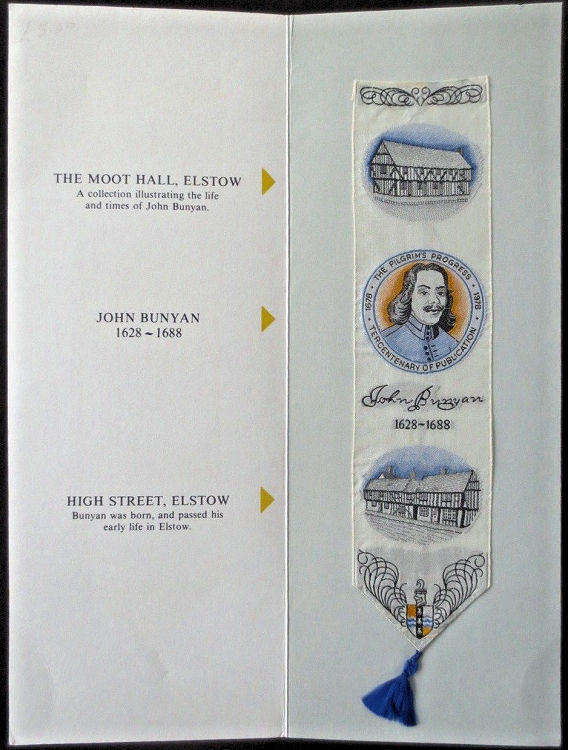 £5.00
THE MOOT HALL, ELSTOW
A collection illustrating the life
and times of John Bunyan.
JOHN BUNYAN
1628 ~ 1688
HIGH STREET, ELSTOW
Bunyan was born, and passed his
early life in Elstow.
THE PILGRIM'S PROGRESS
1678 · 1978
TERCENTENARY OF PUBLICATION
John Bunyan
1628~1688